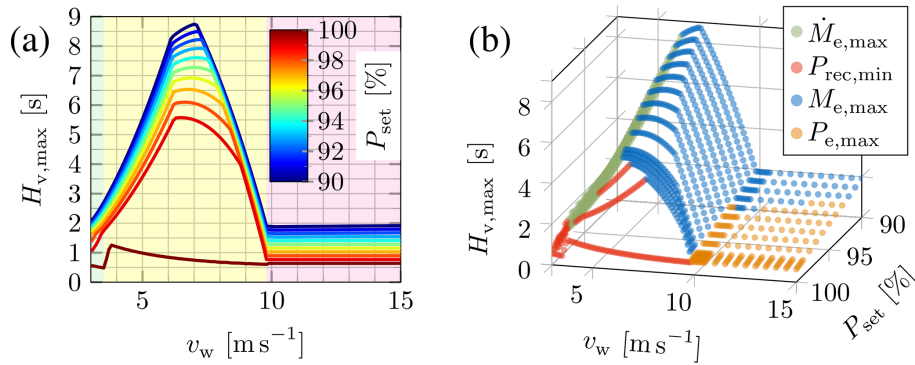 (a)
H_v,max [s]
9
8
7
6
5
4
3
2
1
0
5
10
15
v_w [m s⁻¹]
100
98
96
94
92
90
P_set [%]
(b)
H_v,max [s]
8
6
4
2
0
5
10
15
v_w [m s⁻¹]
90
95
100
P_set [%]
Ṁ_e,max
P_rec,min
M_e,max
P_e,max